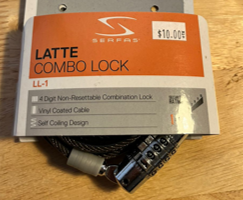 SERFAS
$10.00
LATTE
COMBO LOCK
LL-1
4 Digit Non-Resettable Combination Lock
Vinyl Coated Cable
Self Coiling Design